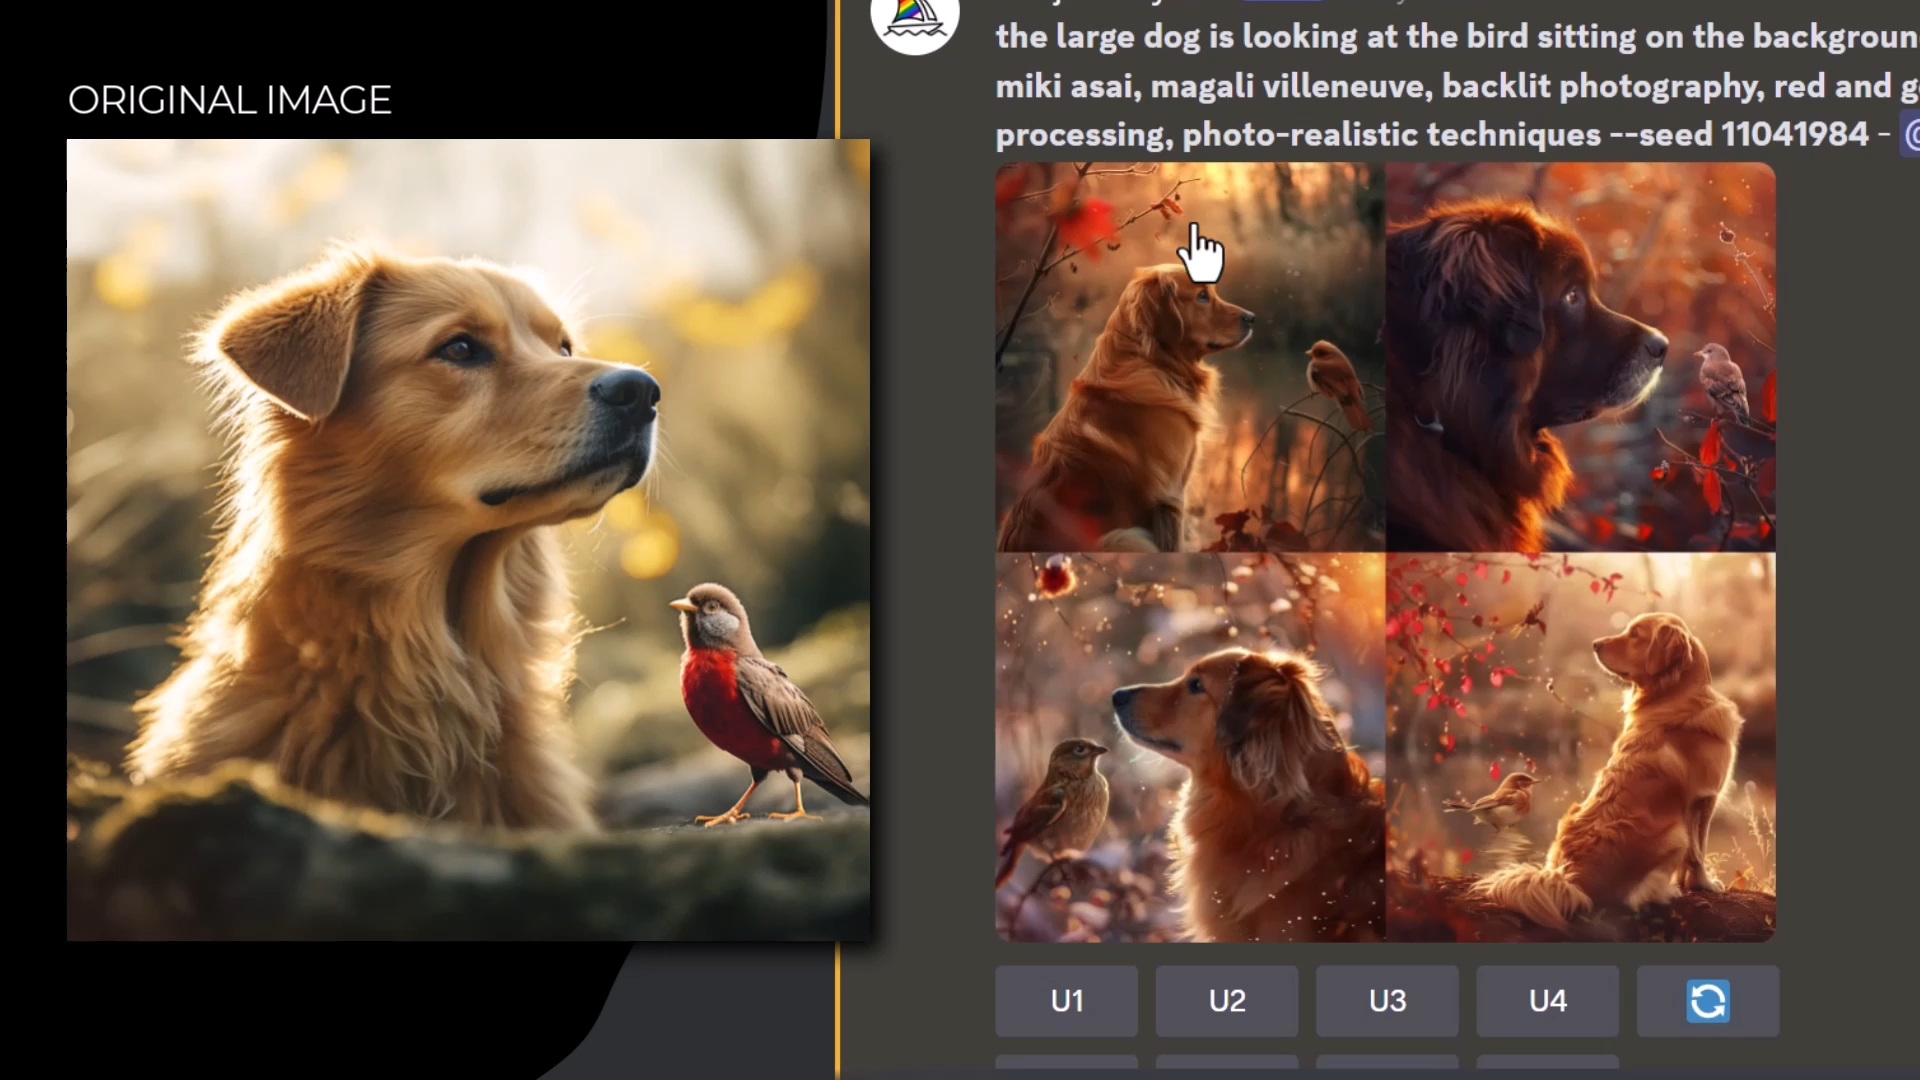 ORIGINAL IMAGE
the large dog is looking at the bird sitting on the
miki asai, magali villeneuve, backlit photography, red and
processing, photo-realistic techniques --seed 11041984 -
U1 U2 U3 U4